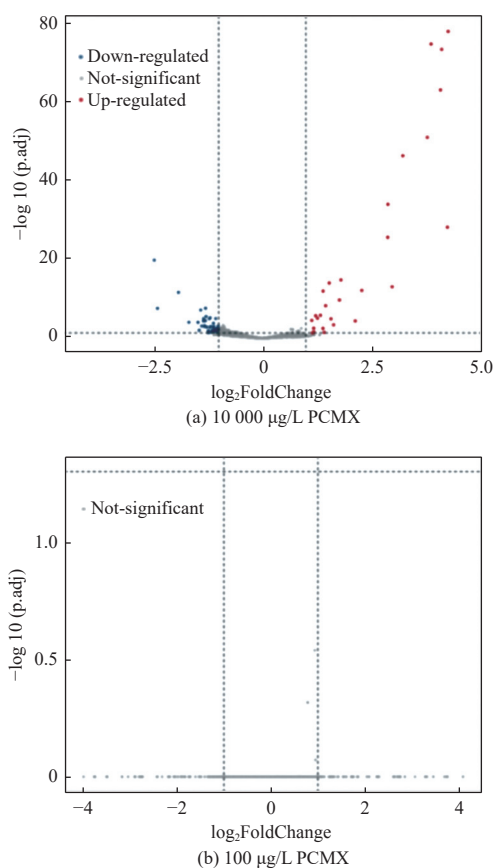 80
60
40
20
0
−log 10 (p.adj)
Down-regulated
Not-significant
Up-regulated
−2.5
0
2.5
5.0
log₂FoldChange
(a) 10 000 μg/L PCMX
1.0
0.5
0
−log 10 (p.adj)
Not-significant
−4
−2
0
2
4
log₂FoldChange
(b) 100 μg/L PCMX